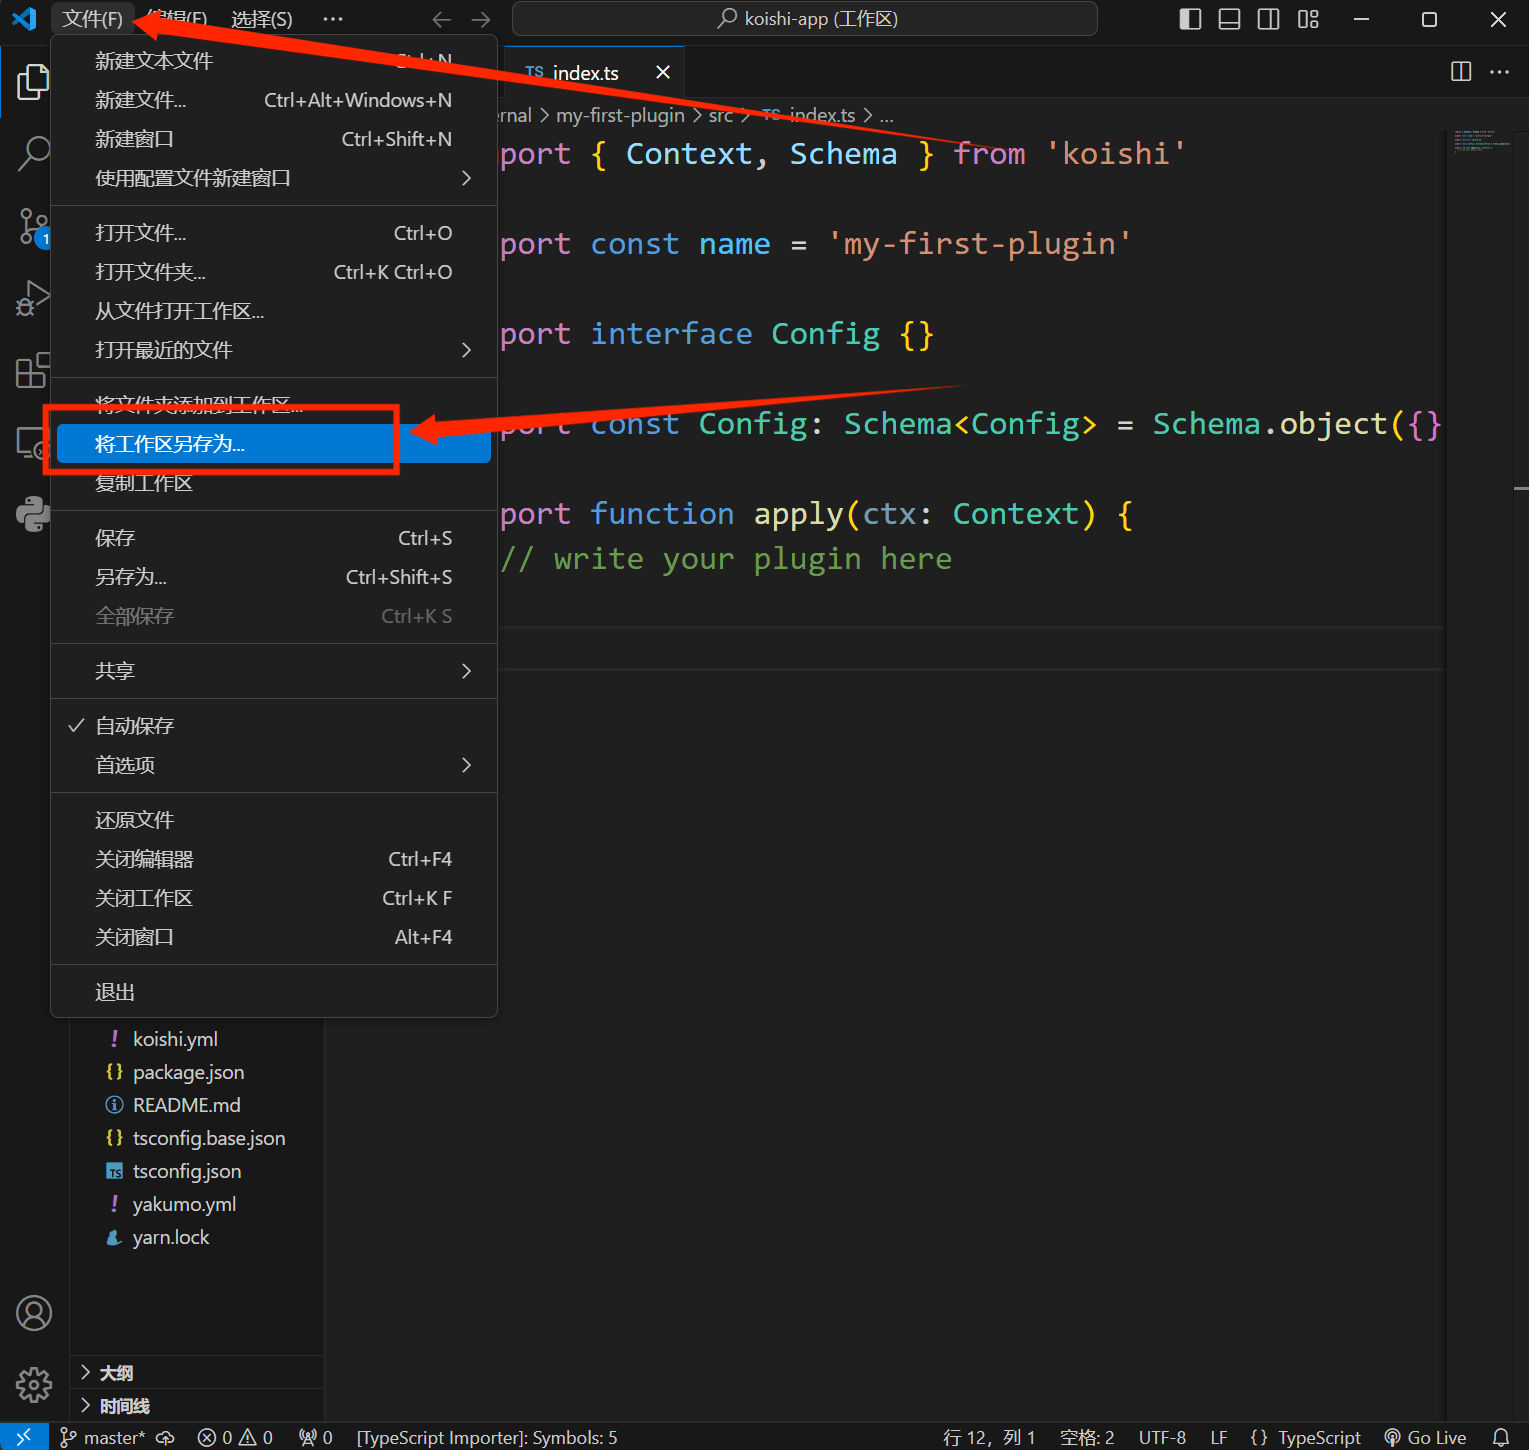 文件(F) 编辑(E) 选择(S) ···
koishi-app (工作区)
新建文本文件 Ctrl+N
新建文件... Ctrl+Alt+Windows+N
新建窗口 Ctrl+Shift+N
使用配置文件新建窗口
打开文件... Ctrl+O
打开文件夹... Ctrl+K Ctrl+O
从文件打开工作区...
打开最近的文件
将文件夹添加到工作区...
将工作区另存为...
复制工作区
保存 Ctrl+S
另存为... Ctrl+Shift+S
全部保存 Ctrl+K S
共享
自动保存
首选项
还原文件
关闭编辑器 Ctrl+F4
关闭工作区 Ctrl+K F
关闭窗口 Alt+F4
退出
TS index.ts
rnal > my-first-plugin > src > TS index.ts > ...
port { Context, Schema } from 'koishi'
port const name = 'my-first-plugin'
port interface Config {}
port const Config: Schema<Config> = Schema.object({}
port function apply(ctx: Context) {
// write your plugin here
! koishi.yml
{} package.json
README.md
{} tsconfig.base.json
TS tsconfig.json
! yakumo.yml
yarn.lock
大纲
时间线
1
master* 0 0 0 [TypeScript Importer]: Symbols: 5 行 12，列 1 空格: 2 UTF-8 LF {} TypeScript Go Live